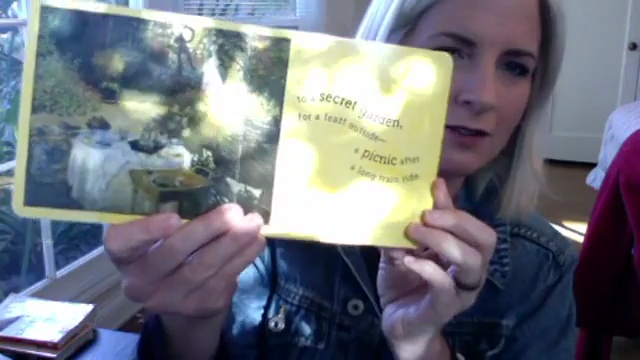 to a secret garden,
for a feast outside—
a picnic after
a long train ride.